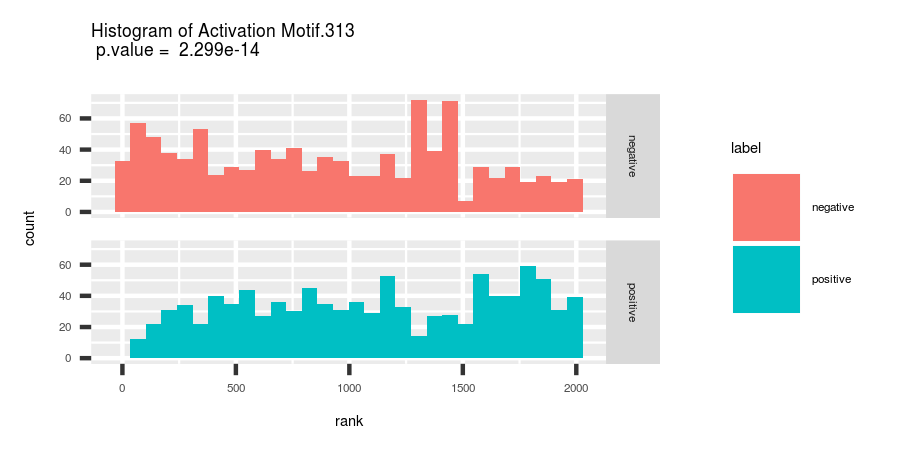 Histogram of Activation Motif.313
p.value = 2.299e-14
count
60
40
20
0
negative
60
40
20
0
positive
0 500 1000 1500 2000
rank
label
negative
positive